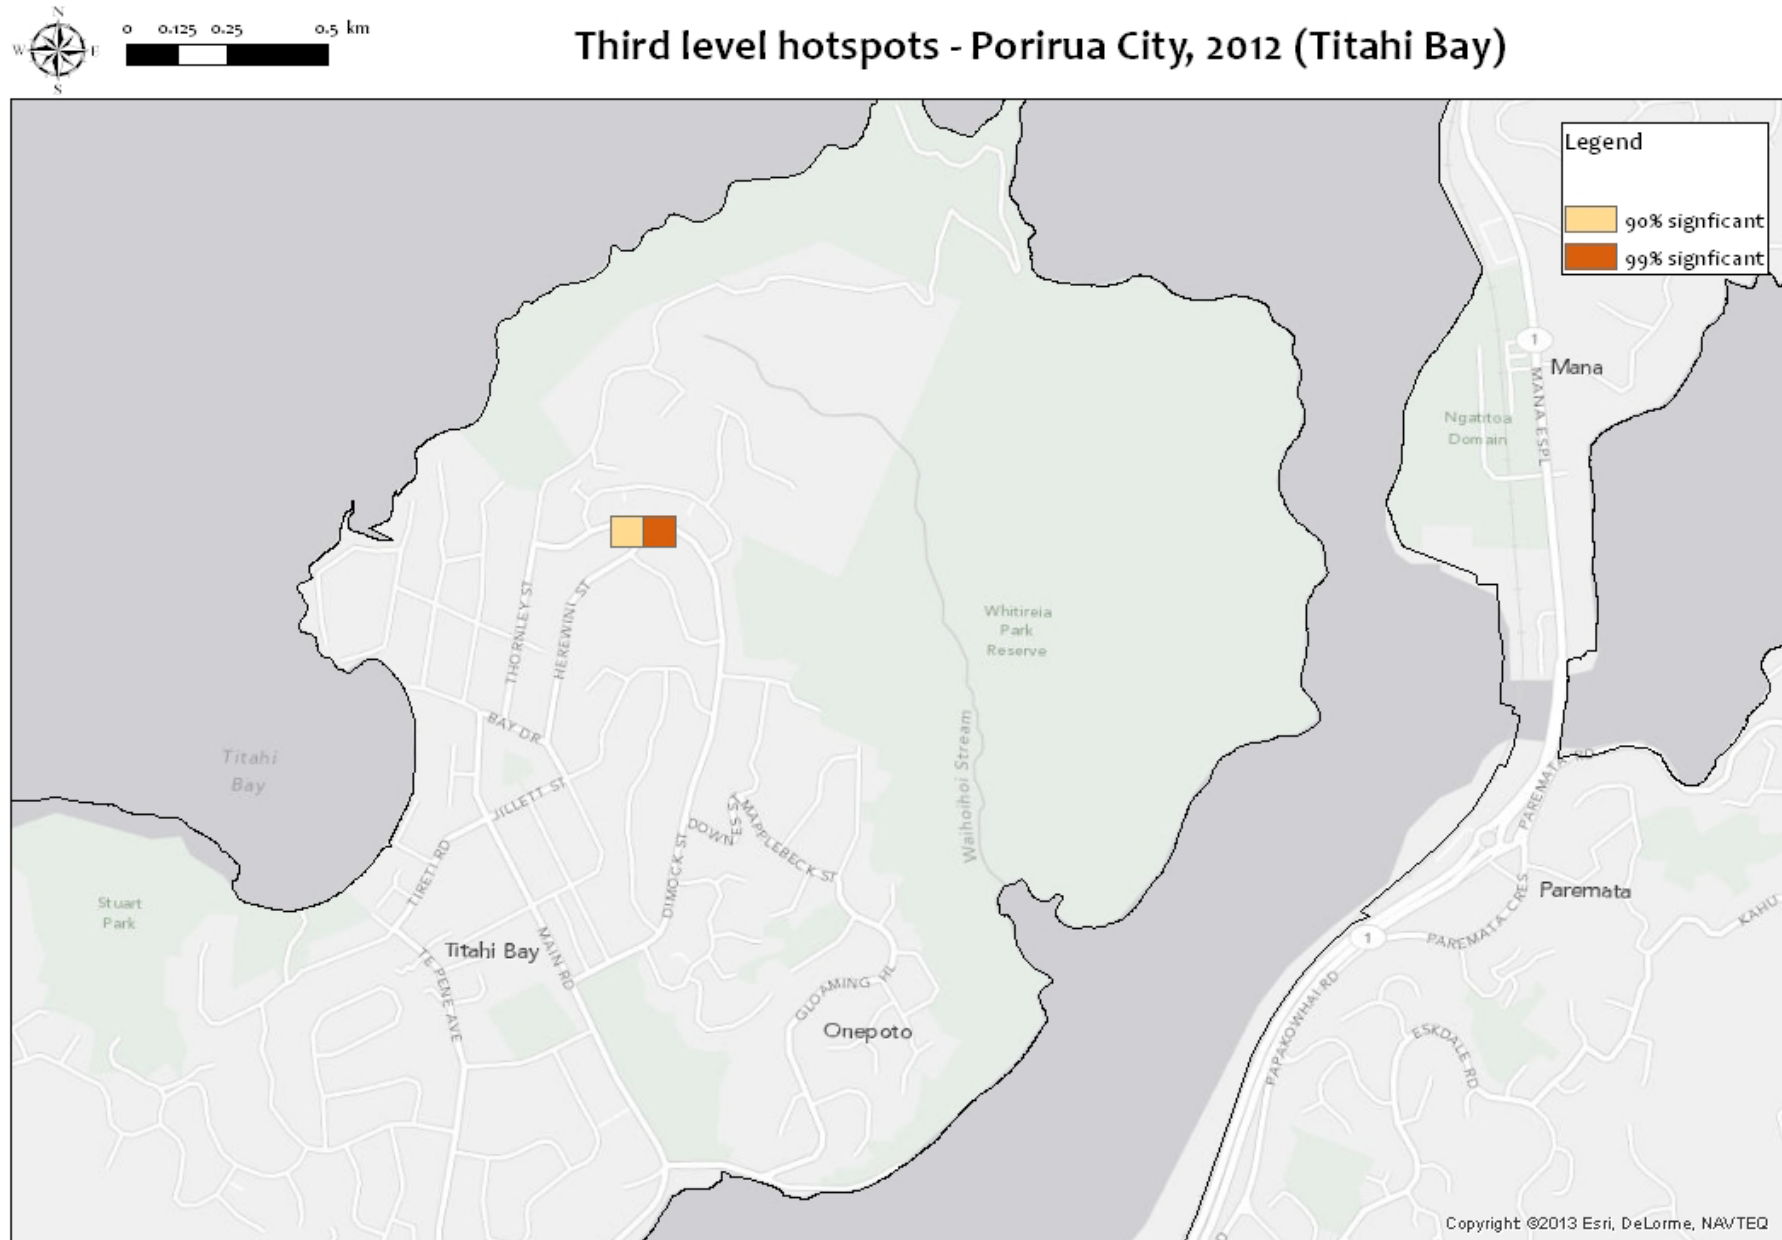 N
W E
S
0 0.125 0.25 0.5 km
Third level hotspots - Porirua City, 2012 (Titahi Bay)
Legend
90% signficant
99% signficant
1
Mana
MANA ESPL
Ngatitoa
Domain
THORNLEY ST
HEREWINI ST
Whitireia
Park
Reserve
BAY DR
Titahi
Bay
Waihoihoi Stream
JILLETT ST
PAREMATA RD
DOWNES ST
MAPPLEBECK ST
DIMOCK ST
TIRETI RD
Stuart
Park
Paremata
PAREMATA CRES
KAHU
1
Titahi Bay
MAIN RD
TE PENE AVE
GLOAMING HL
Onepoto
PAPAKOWHAI RD
ESKDALE RD
Copyright ©2013 Esri, DeLorme, NAVTEQ